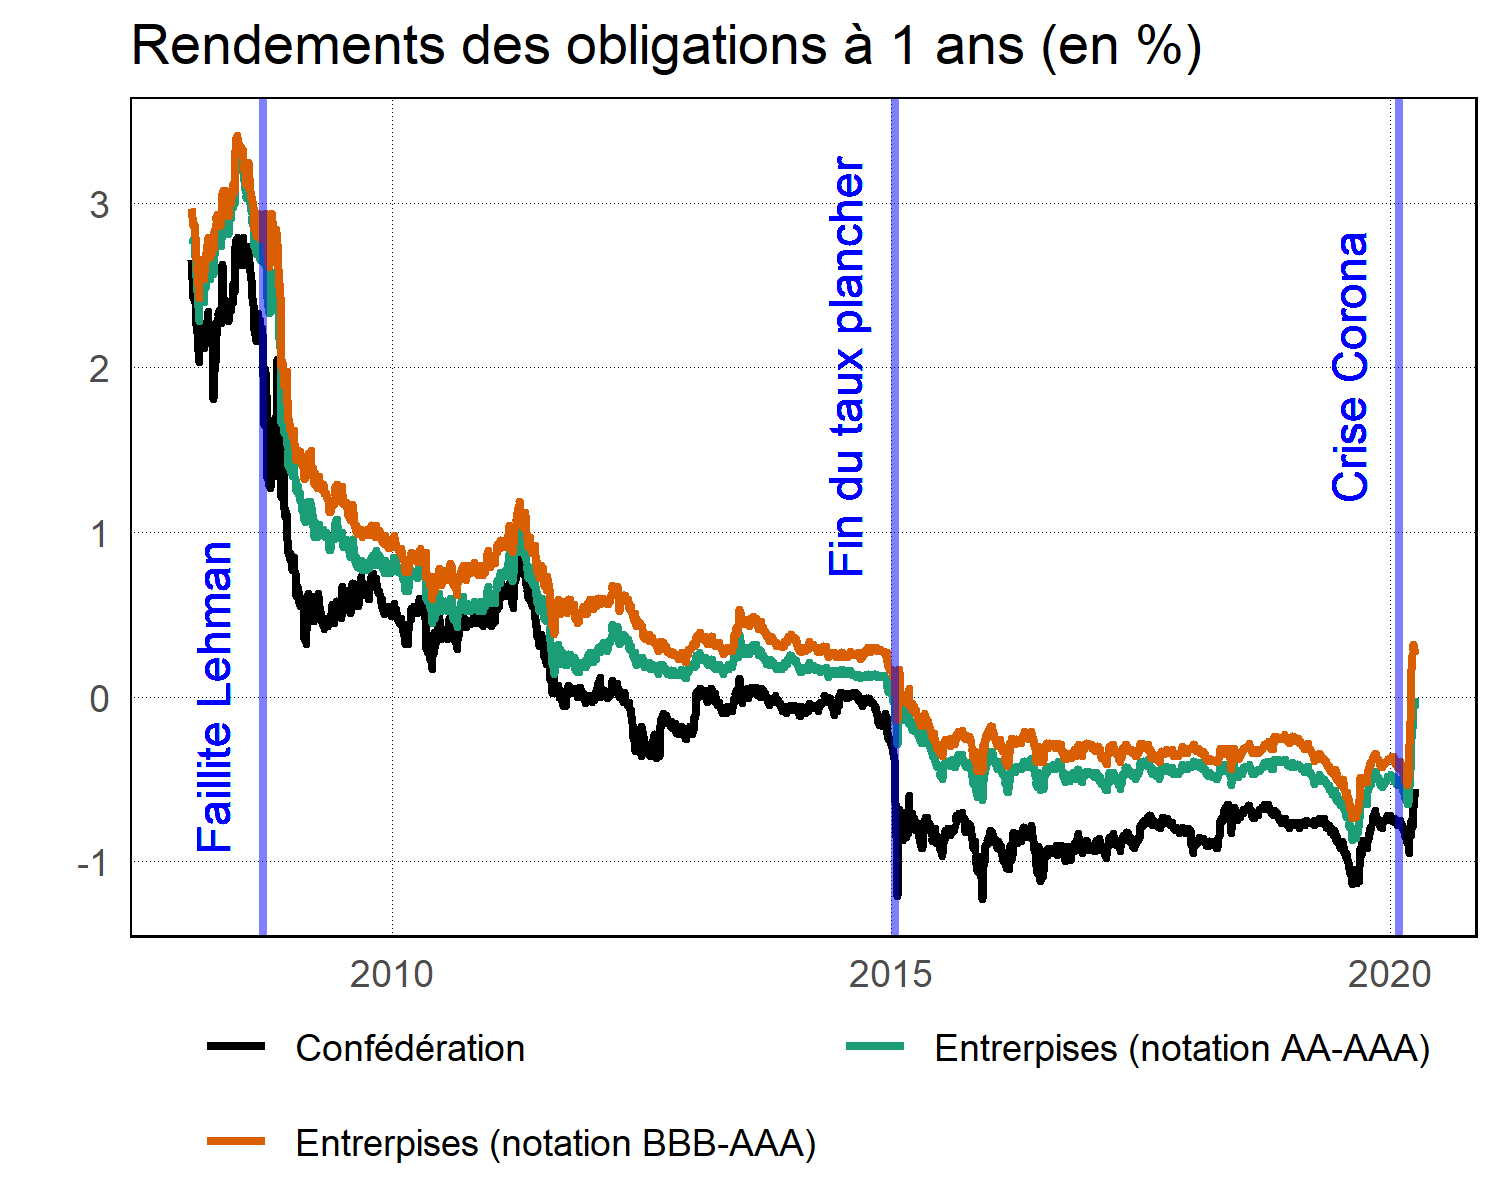 Rendements des obligations à 1 ans (en %)
3
2
1
0
-1
Faillite Lehman
Fin du taux plancher
Crise Corona
2010
2015
2020
Confédération
Entrerpises (notation AA-AAA)
Entrerpises (notation BBB-AAA)